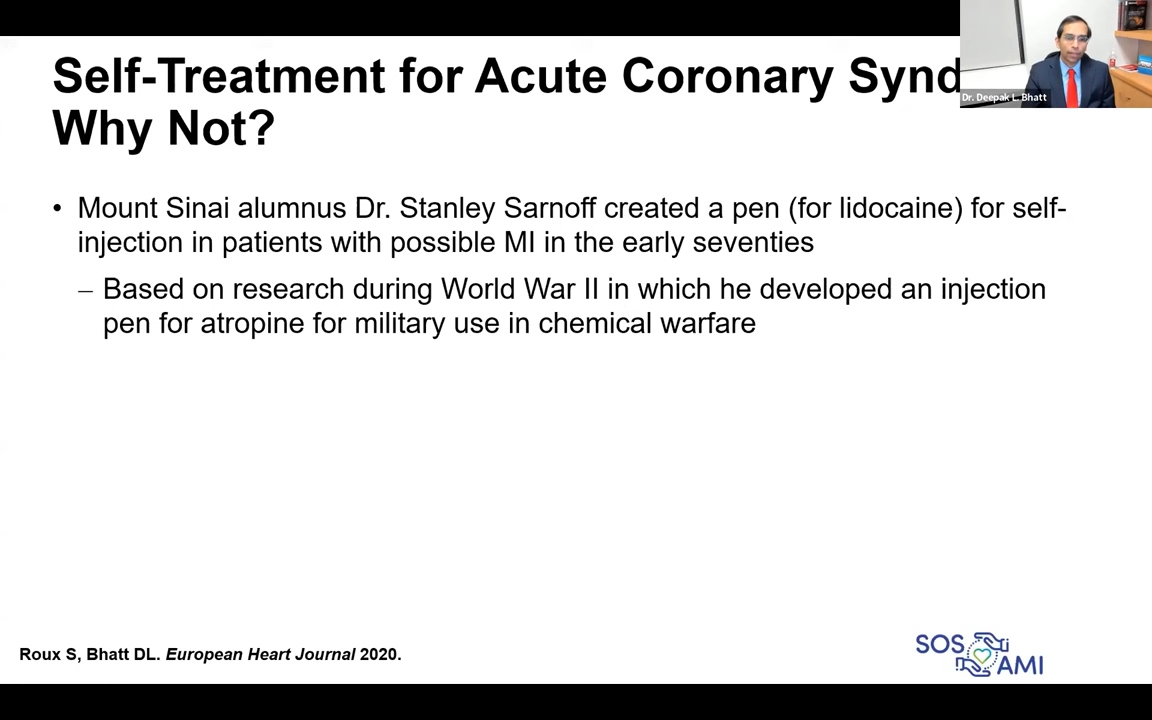 Self-Treatment for Acute Coronary Synd
Why Not?
Dr. Deepak L. Bhatt
• Mount Sinai alumnus Dr. Stanley Sarnoff created a pen (for lidocaine) for self-
injection in patients with possible MI in the early seventies
– Based on research during World War II in which he developed an injection
pen for atropine for military use in chemical warfare
Roux S, Bhatt DL. European Heart Journal 2020.
SOS
AMI